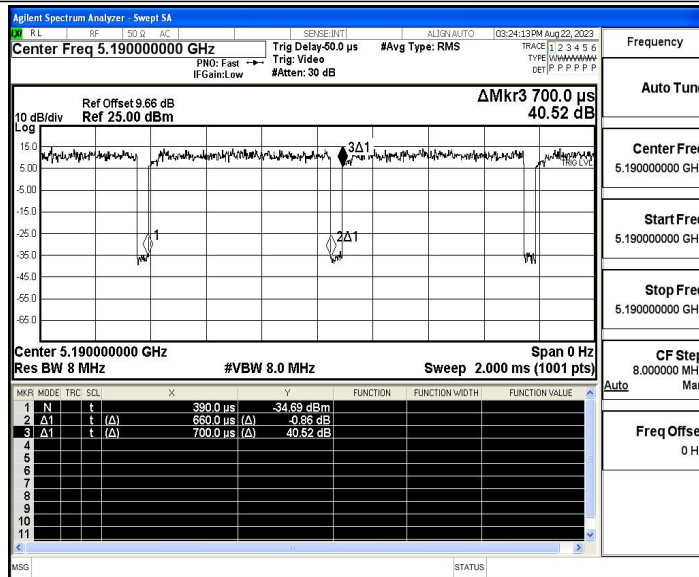 Agilent Spectrum Analyzer - Swept SA
LXI RL RF 50 Ω AC SENSE:INT ALIGN AUTO 03:24:13 PM Aug 22, 2023
Center Freq 5.190000000 GHz
Trig Delay-50.0 µs #Avg Type: RMS TRACE 1 2 3 4 5 6
PNO: Fast Trig: Video TYPE WWWWWW
IFGain:Low #Atten: 30 dB DET P P P P P P
Frequency
ΔMkr3 700.0 µs
40.52 dB
Ref Offset 9.66 dB
10 dB/div Ref 25.00 dBm
Log
15.0
5.00
-5.00
-15.0
-25.0
-35.0
-45.0
-55.0
-65.0
3Δ1
TRIG LVL
1
2Δ1
Center 5.190000000 GHz Span 0 Hz
Res BW 8 MHz #VBW 8.0 MHz Sweep 2.000 ms (1001 pts)
MKR MODE TRC SCL X Y FUNCTION FUNCTION WIDTH FUNCTION VALUE
1 N t 390.0 µs -34.69 dBm
2 Δ1 t (Δ) 660.0 µs (Δ) -0.86 dB
3 Δ1 t (Δ) 700.0 µs (Δ) 40.52 dB
4
5
6
7
8
9
10
11
MSG STATUS
Auto Tun
Center Fre
5.190000000 GH
Start Fre
5.190000000 GH
Stop Fre
5.190000000 GH
CF Step
8.000000 MH
Auto Ma
Freq Offse
0 H